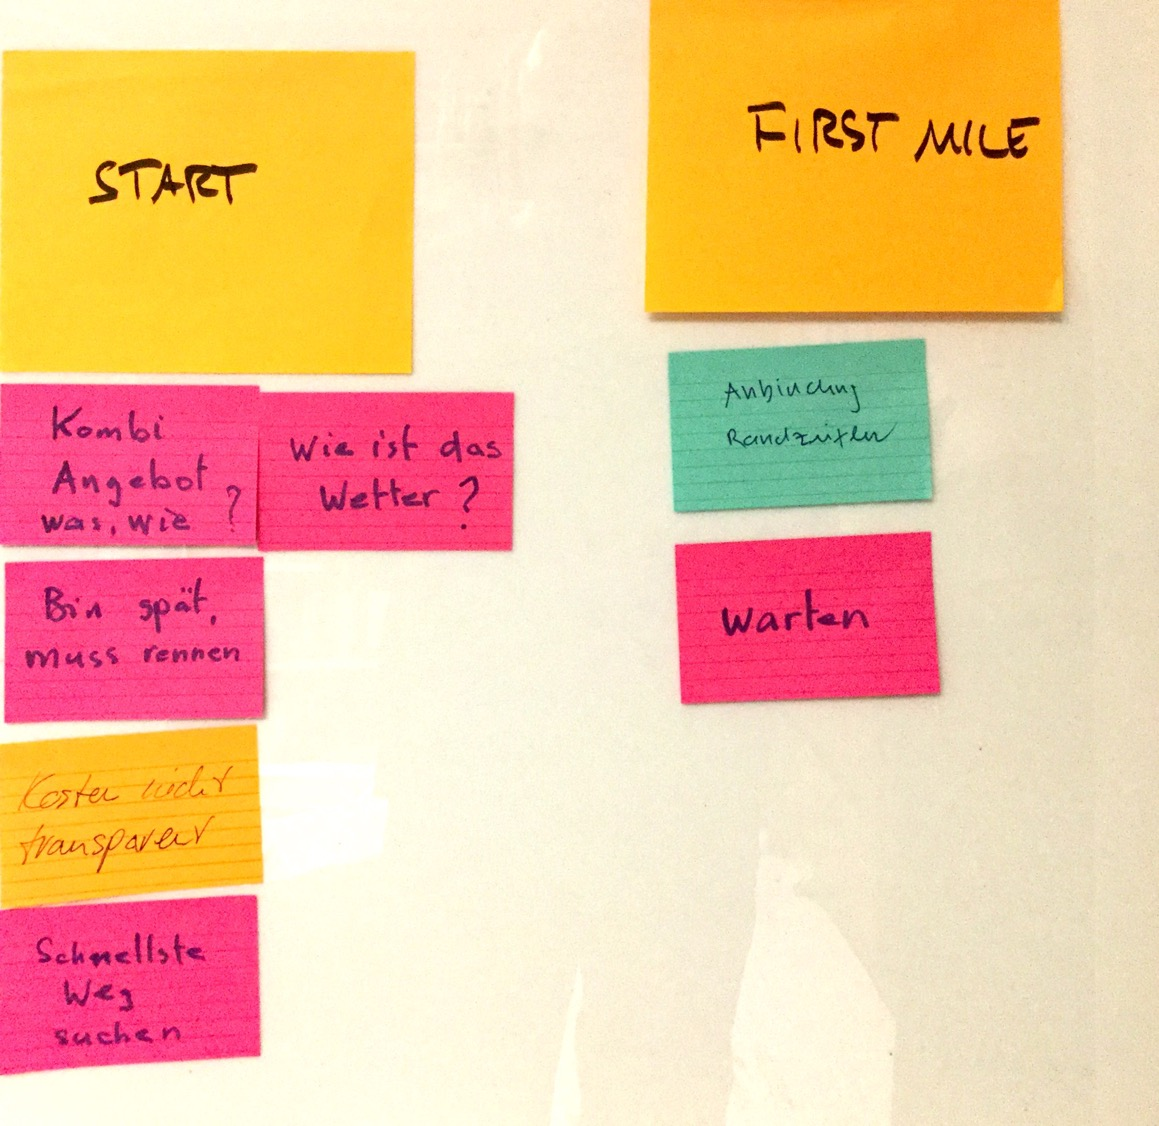 START
Kombi
Angebot
was, wie ?
Wie ist das
Wetter ?
Bin spät,
muss rennen
Kosten nicht
transparent
Schnellste
Weg
suchen
FIRST MILE
Anbindung
Randzeiten
Warten